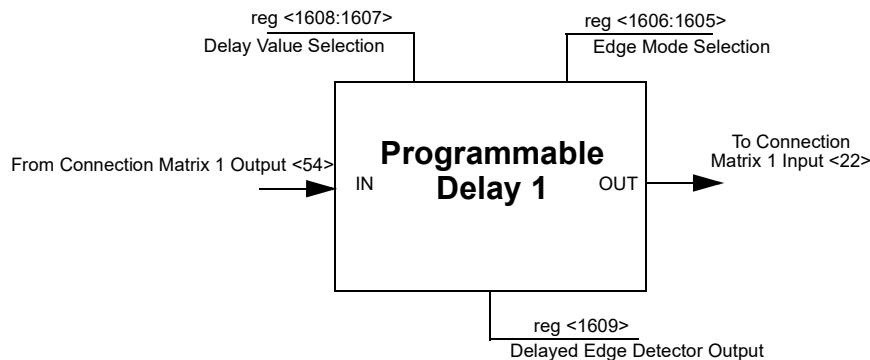 reg <1608:1607>
Delay Value Selection
reg <1606:1605>
Edge Mode Selection
From Connection Matrix 1 Output <54>
IN
Programmable
Delay 1
OUT
To Connection
Matrix 1 Input <22>
reg <1609>
Delayed Edge Detector Output